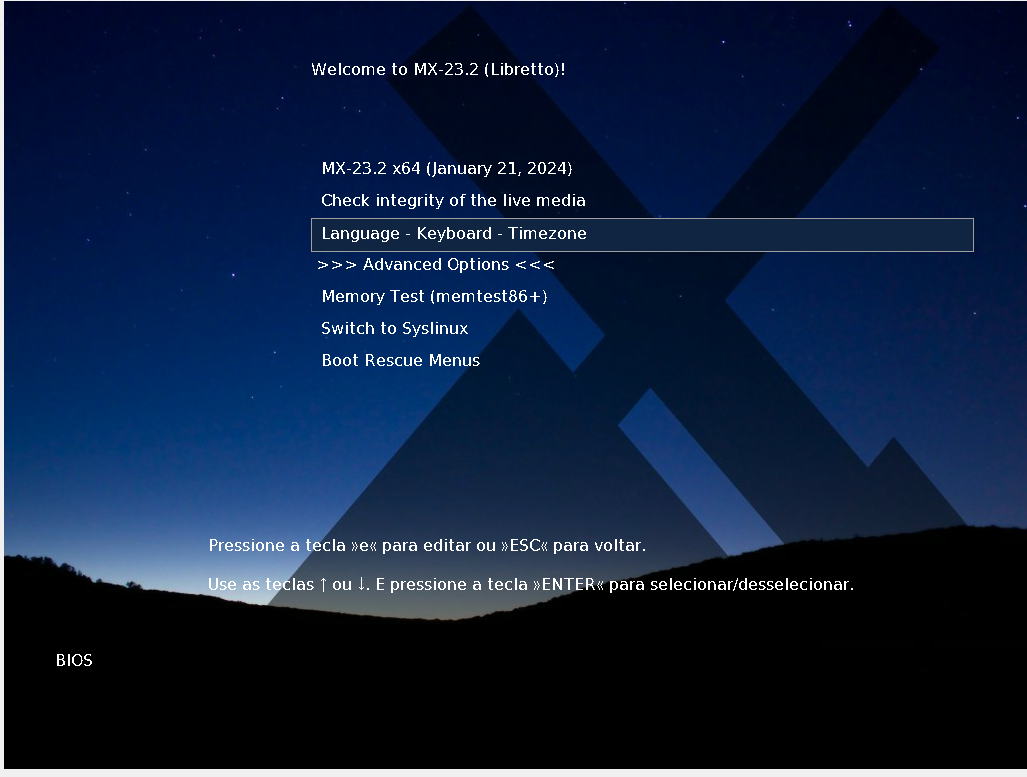 Welcome to MX-23.2 (Libretto)!
MX-23.2 x64 (January 21, 2024)
Check integrity of the live media
Language - Keyboard - Timezone
>>> Advanced Options <<<
Memory Test (memtest86+)
Switch to Syslinux
Boot Rescue Menus
Pressione a tecla »e« para editar ou »ESC« para voltar.
Use as teclas ↑ ou ↓. E pressione a tecla »ENTER« para selecionar/desselecionar.
BIOS